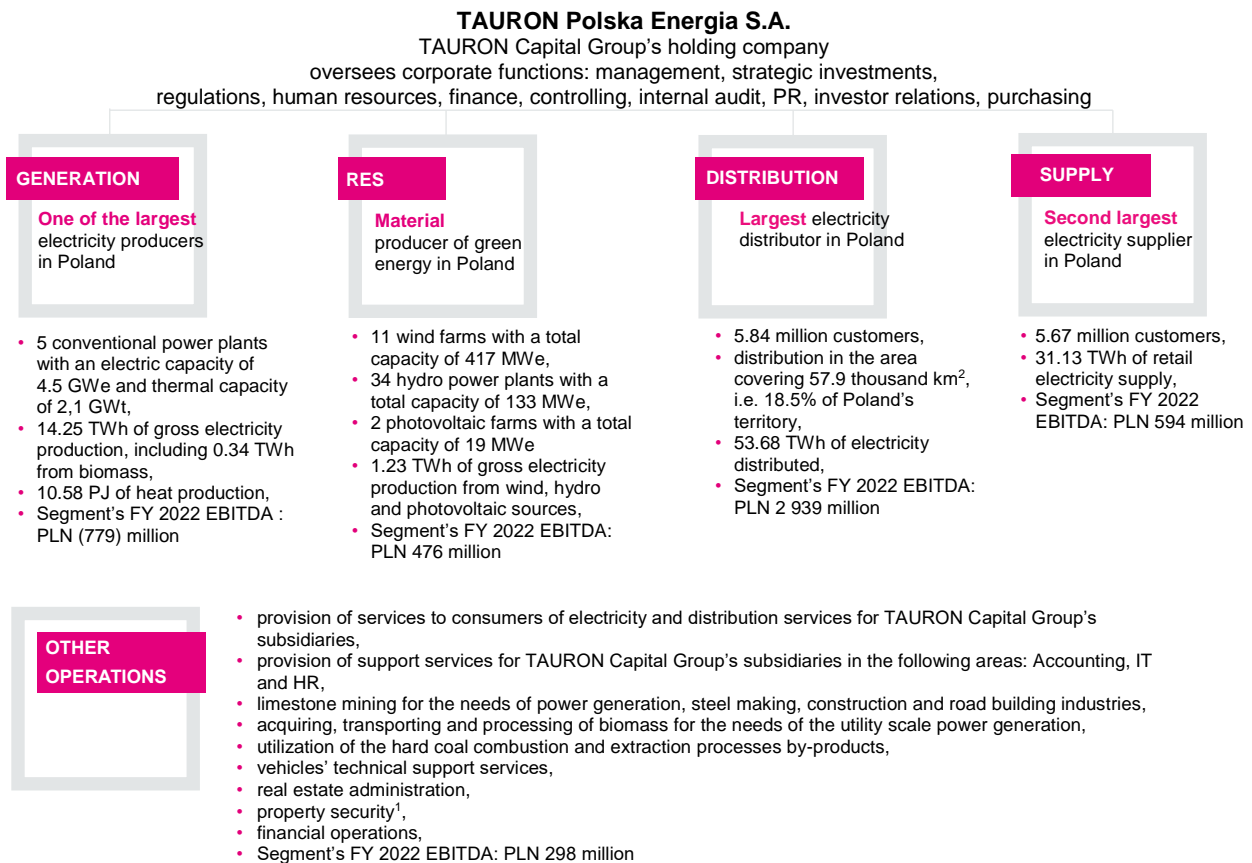 TAURON Polska Energia S.A.
TAURON Capital Group's holding company
oversees corporate functions: management, strategic investments,
regulations, human resources, finance, controlling, internal audit, PR, investor relations, purchasing
GENERATION
One of the largest
electricity producers
in Poland
• 5 conventional power plants
with an electric capacity of
4.5 GWe and thermal capacity
of 2,1 GWt,
• 14.25 TWh of gross electricity
production, including 0.34 TWh
from biomass,
• 10.58 PJ of heat production,
• Segment's FY 2022 EBITDA :
PLN (779) million
RES
Material
producer of green
energy in Poland
• 11 wind farms with a total
capacity of 417 MWe,
• 34 hydro power plants with a
total capacity of 133 MWe,
• 2 photovoltaic farms with a total
capacity of 19 MWe
• 1.23 TWh of gross electricity
production from wind, hydro
and photovoltaic sources,
• Segment's FY 2022 EBITDA:
PLN 476 million
DISTRIBUTION
Largest electricity
distributor in Poland
• 5.84 million customers,
• distribution in the area
covering 57.9 thousand km²,
i.e. 18.5% of Poland's
territory,
• 53.68 TWh of electricity
distributed,
• Segment's FY 2022 EBITDA:
PLN 2 939 million
SUPPLY
Second largest
electricity supplier
in Poland
• 5.67 million customers,
• 31.13 TWh of retail
electricity supply,
• Segment's FY 2022
EBITDA: PLN 594 million
OTHER
OPERATIONS
• provision of services to consumers of electricity and distribution services for TAURON Capital Group's
subsidiaries,
• provision of support services for TAURON Capital Group's subsidiaries in the following areas: Accounting, IT
and HR,
• limestone mining for the needs of power generation, steel making, construction and road building industries,
• acquiring, transporting and processing of biomass for the needs of the utility scale power generation,
• utilization of the hard coal combustion and extraction processes by-products,
• vehicles' technical support services,
• real estate administration,
• property security¹,
• financial operations,
• Segment's FY 2022 EBITDA: PLN 298 million